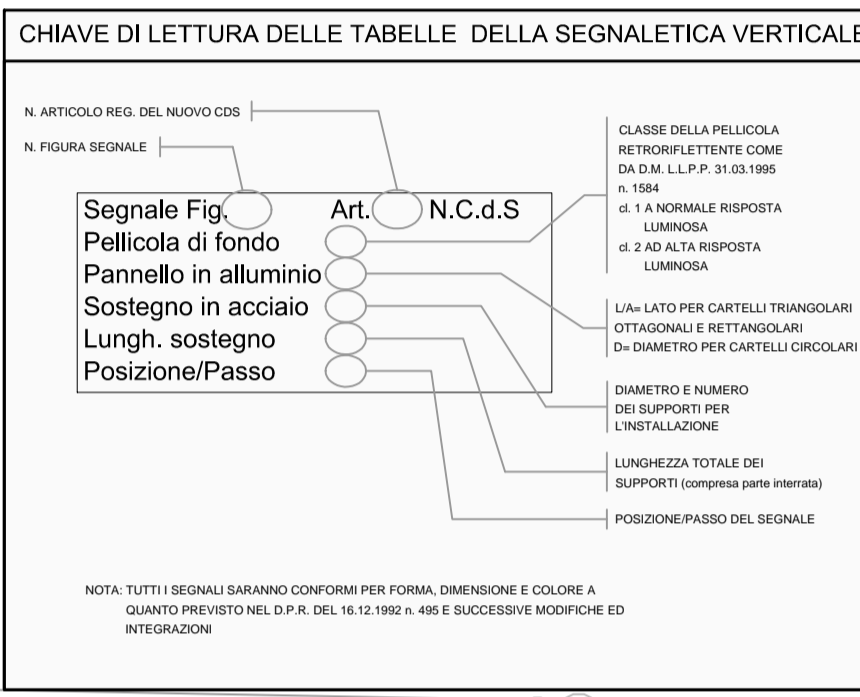 CHIAVE DI LETTURA DELLE TABELLE DELLA SEGNALETICA VERTICALE
N. ARTICOLO REG. DEL NUOVO CDS
N. FIGURA SEGNALE
Segnale Fig. Art. N.C.d.S
Pellicola di fondo
Pannello in alluminio
Sostegno in acciaio
Lungh. sostegno
Posizione/Passo
CLASSE DELLA PELLICOLA
RETRORIFLETTENTE COME
DA D.M. L.L.P.P. 31.03.1995
n. 1584
cl. 1 A NORMALE RISPOSTA
LUMINOSA
cl. 2 AD ALTA RISPOSTA
LUMINOSA
L/A= LATO PER CARTELLI TRIANGOLARI
OTTAGONALI E RETTANGOLARI
D= DIAMETRO PER CARTELLI CIRCOLARI
DIAMETRO E NUMERO
DEI SUPPORTI PER
L'INSTALLAZIONE
LUNGHEZZA TOTALE DEI
SUPPORTI (compresa parte interrata)
POSIZIONE/PASSO DEL SEGNALE
NOTA: TUTTI I SEGNALI SARANNO CONFORMI PER FORMA, DIMENSIONE E COLORE A
QUANTO PREVISTO NEL D.P.R. DEL 16.12.1992 n. 495 E SUCCESSIVE MODIFICHE ED
INTEGRAZIONI